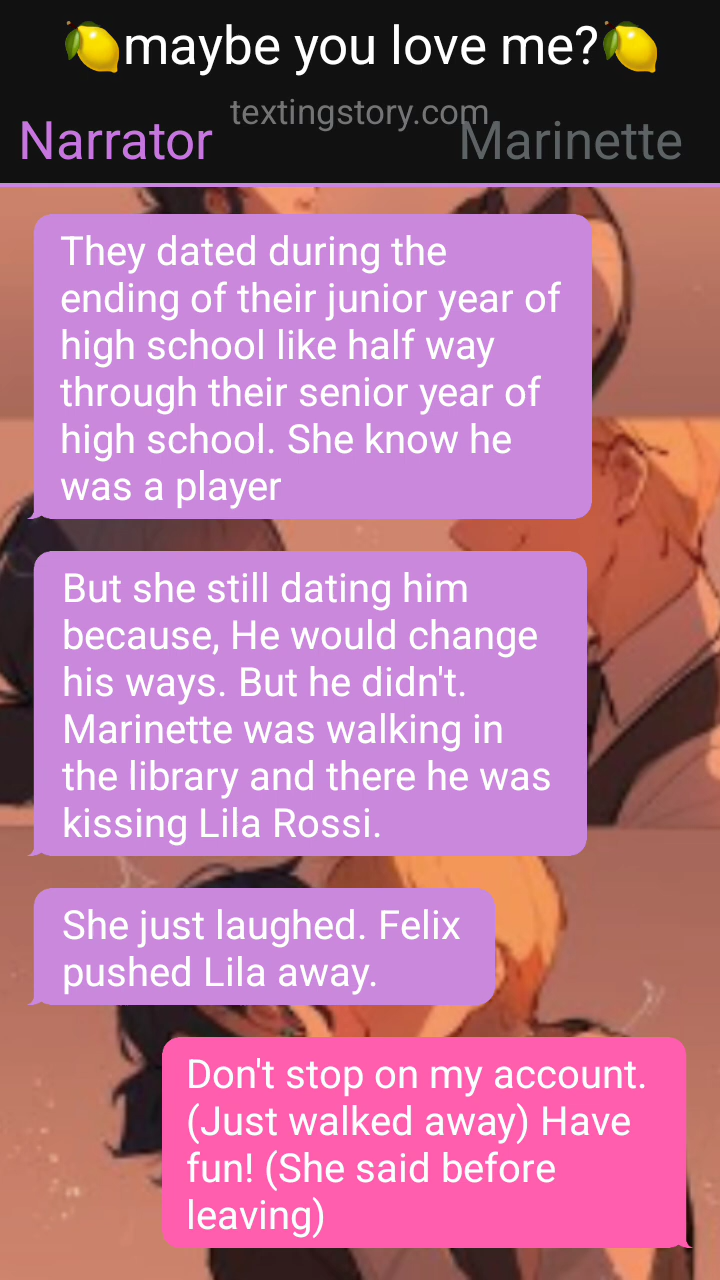 🍋maybe you love me?🍋
textingstory.com
Narrator
Marinette
They dated during the
ending of their junior year of
high school like half way
through their senior year of
high school. She know he
was a player
But she still dating him
because, He would change
his ways. But he didn't.
Marinette was walking in
the library and there he was
kissing Lila Rossi.
She just laughed. Felix
pushed Lila away.
Don't stop on my account.
(Just walked away) Have
fun! (She said before
leaving)